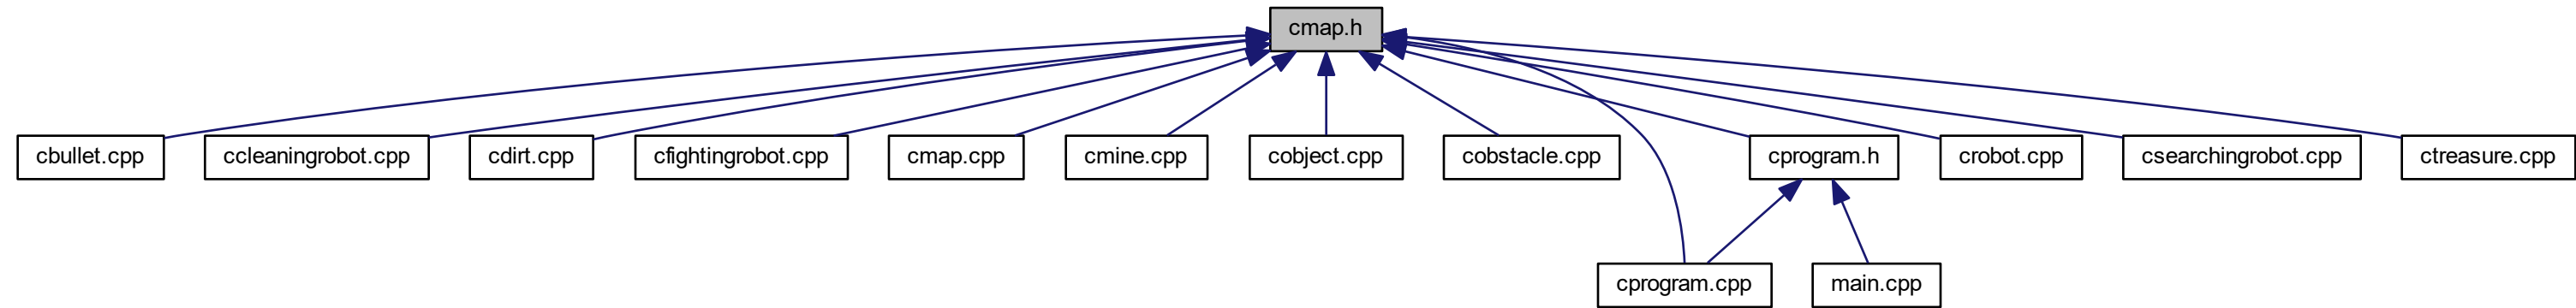 cmap.h
cbullet.cpp
ccleaningrobot.cpp
cdirt.cpp
cfightingrobot.cpp
cmap.cpp
cmine.cpp
cobject.cpp
cobstacle.cpp
cprogram.h
crobot.cpp
csearchingrobot.cpp
ctreasure.cpp
cprogram.cpp
main.cpp